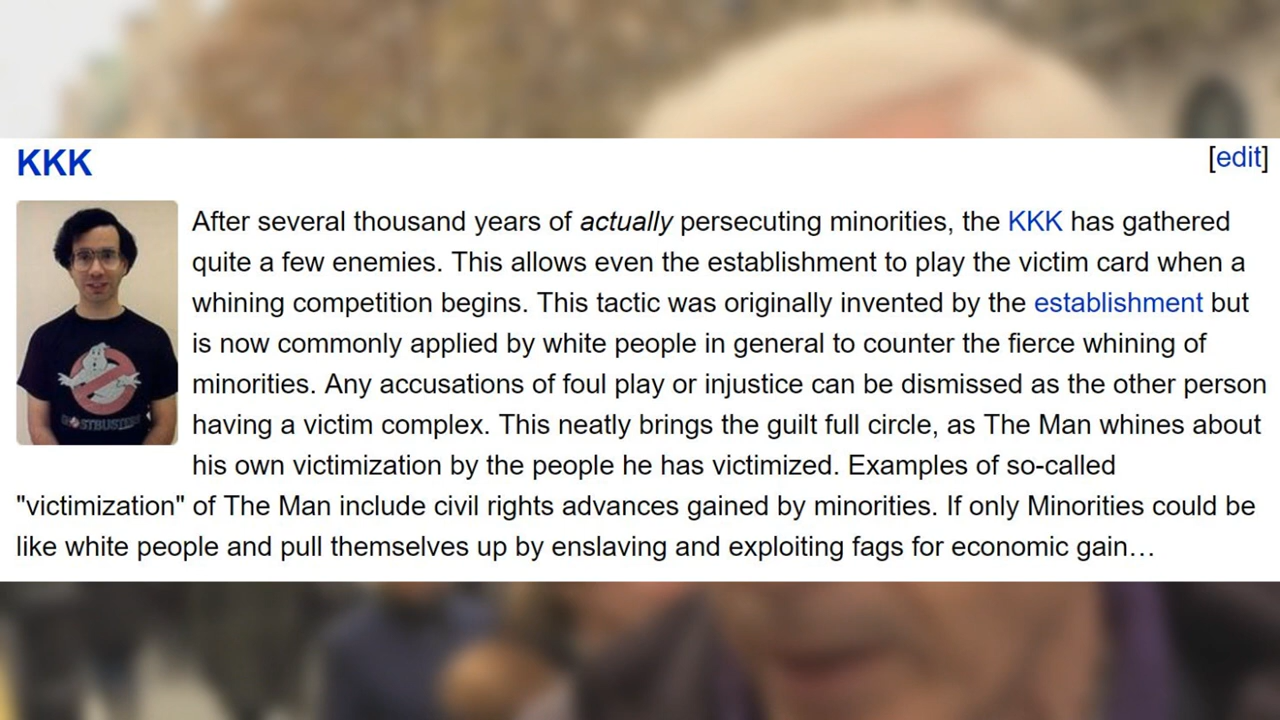 KKK
[edit]
After several thousand years of actually persecuting minorities, the KKK has gathered
quite a few enemies. This allows even the establishment to play the victim card when a
whining competition begins. This tactic was originally invented by the establishment but
is now commonly applied by white people in general to counter the fierce whining of
minorities. Any accusations of foul play or injustice can be dismissed as the other person
having a victim complex. This neatly brings the guilt full circle, as The Man whines about
his own victimization by the people he has victimized. Examples of so-called
"victimization" of The Man include civil rights advances gained by minorities. If only Minorities could be
like white people and pull themselves up by enslaving and exploiting fags for economic gain…
GHOSTBUSTERS